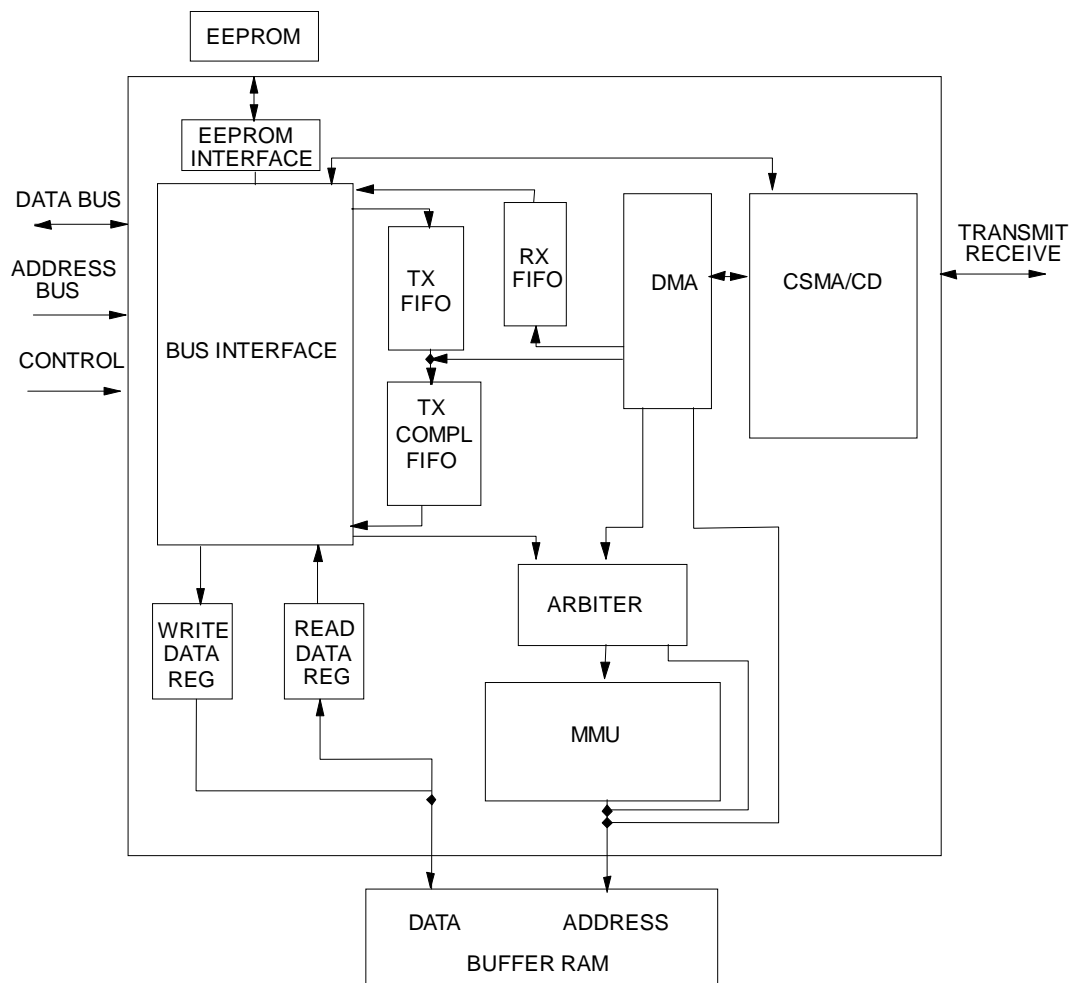 EEPROM
EEPROM
INTERFACE
DATA BUS
ADDRESS
BUS
CONTROL
BUS INTERFACE
TX
FIFO
RX
FIFO
DMA
CSMA/CD
TRANSMIT
RECEIVE
TX
COMPL
FIFO
WRITE
DATA
REG
READ
DATA
REG
ARBITER
MMU
DATA
ADDRESS
BUFFER RAM